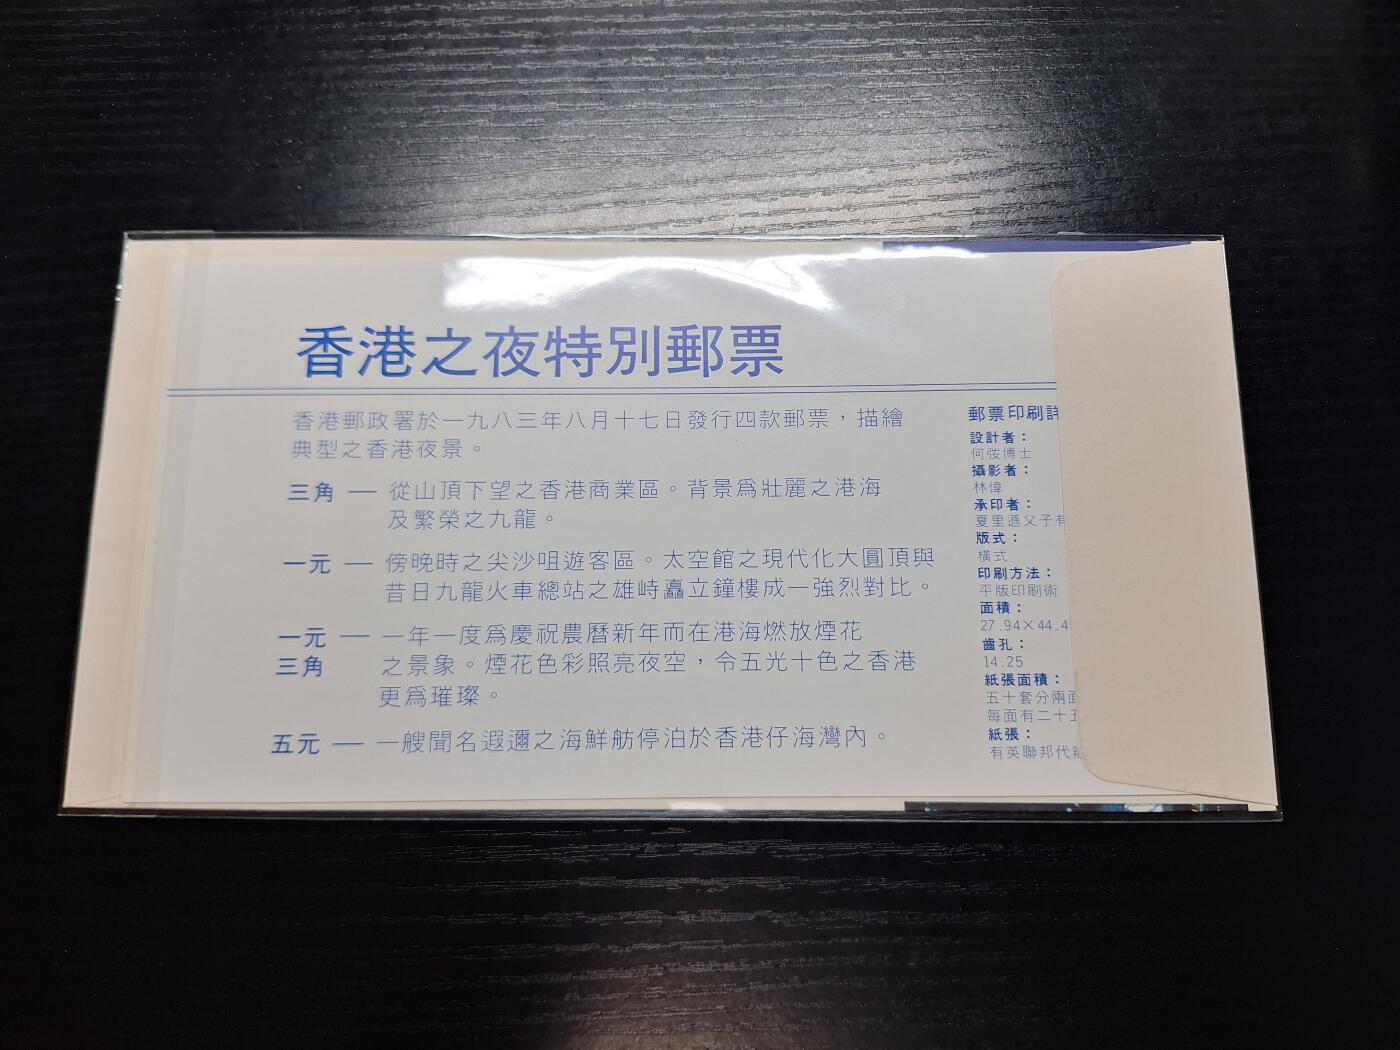 香港之夜特別郵票
香港郵政署於一九八三年八月十七日發行四款郵票，描繪
典型之香港夜景。
三角 — 從山頂下望之香港商業區。背景爲壯麗之港海
及繁榮之九龍。
一元 — 傍晚時之尖沙咀遊客區。太空館之現代化大圓頂與
昔日九龍火車總站之雄峙矗立鐘樓成一強烈對比。
一元 — 一年一度爲慶祝農曆新年而在港海燃放煙花
三角 之景象。煙花色彩照亮夜空，令五光十色之香港
更爲璀璨。
五元 — 一艘聞名遐邇之海鮮舫停泊於香港仔海灣內。
郵票印刷詳
設計者：
何弢博士
攝影者：
林偉
承印者：
夏里遜父子有
版式：
橫式
印刷方法：
平版印刷術
面積：
27.94×44.4
齒孔：
14.25
紙張面積：
五十套分兩面
每面有二十五
紙張：
有英聯邦代